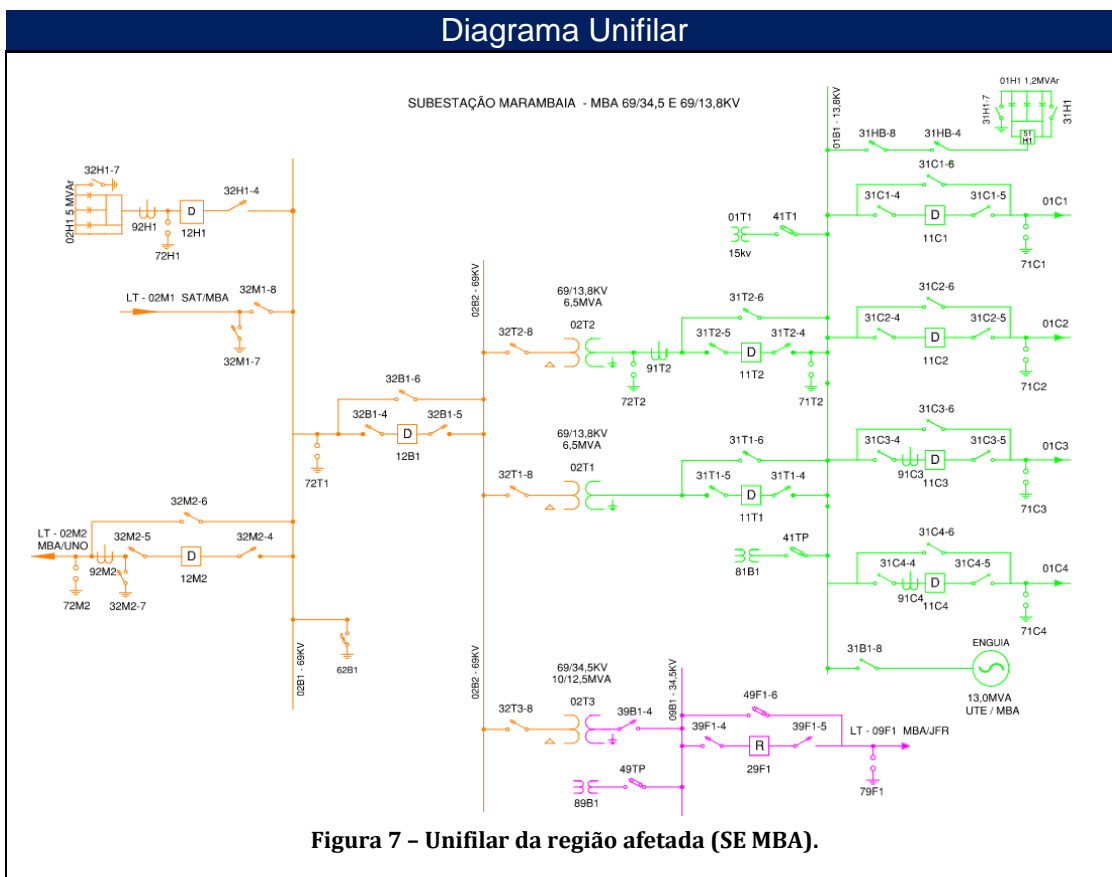 Diagrama Unifilar
SUBESTAÇÃO MARAMBAIA - MBA 69/34,5 E 69/13,8KV
01H1 1,2MVAr
31H1-7
31H1
S1
H1
01B1 - 13,8KV
31HB-8
31HB-4
31C1-6
31C1-4
D
31C1-5
01C1
11C1
71C1
32H1-7
02H1 5 MVAr
32H1-4
D
92H1
12H1
72H1
01T1
41T1
15kv
LT - 02M1 SAT/MBA
32M1-8
32M1-7
02B2 - 69KV
69/13,8KV
6,5MVA
32T2-8
02T2
31T2-6
31T2-5
D
31T2-4
91T2
11T2
72T2
71T2
31C2-6
31C2-4
D
31C2-5
01C2
11C2
71C2
32B1-6
32B1-4
D
32B1-5
12B1
72T1
69/13,8KV
6,5MVA
32T1-8
02T1
31T1-6
31T1-5
D
31T1-4
11T1
31C3-6
31C3-4
D
31C3-5
01C3
91C3
11C3
71C3
32M2-6
LT - 02M2
MBA/UNO
32M2-5
D
32M2-4
92M2
12M2
72M2
32M2-7
41TP
81B1
31C4-6
31C4-4
D
31C4-5
01C4
91C4
11C4
71C4
62B1
02B1 - 69KV
02B2 - 69KV
31B1-8
ENGUIA
13,0MVA
UTE / MBA
69/34,5KV
10/12,5MVA
32T3-8
02T3
39B1-4
09B1 - 34,5KV
49F1-6
39F1-4
R
39F1-5
LT - 09F1 MBA/JFR
29F1
79F1
49TP
89B1
Figura 7 – Unifilar da região afetada (SE MBA).